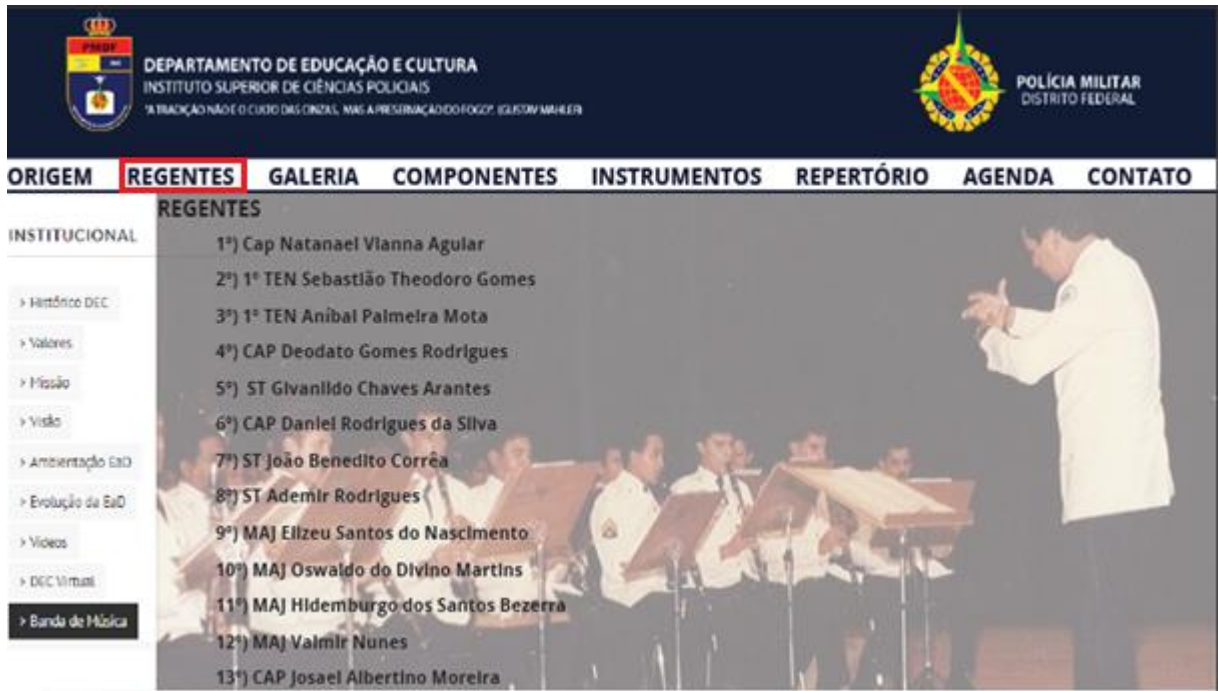 PMDF
DEPARTAMENTO DE EDUCAÇÃO E CULTURA
INSTITUTO SUPERIOR DE CIÊNCIAS POLICIAIS
"A TRADIÇÃO NÃO É O CULTO DAS CINZAS, MAS A PRESERVAÇÃO DO FOGO". (GUSTAV MAHLER)
POLÍCIA MILITAR
DISTRITO FEDERAL
ORIGEM REGENTES GALERIA COMPONENTES INSTRUMENTOS REPERTÓRIO AGENDA CONTATO
INSTITUCIONAL
> Histórico DEC
> Valores
> Missão
> Visão
> Ambientação EaD
> Evolução da EaD
> Videos
> DEC Virtual
> Banda de Música
REGENTES
1º) Cap Natanael Vianna Aguiar
2º) 1º TEN Sebastião Theodoro Gomes
3º) 1º TEN Aníbal Palmeira Mota
4º) CAP Deodato Gomes Rodrigues
5º) ST Givanildo Chaves Arantes
6º) CAP Daniel Rodrigues da Silva
7º) ST João Benedito Corrêa
8º) ST Ademir Rodrigues
9º) MAJ Elizeu Santos do Nascimento
10º) MAJ Oswaldo do Divino Martins
11º) MAJ Hidemburgo dos Santos Bezerra
12º) MAJ Valmir Nunes
13º) CAP Josael Albertino Moreira